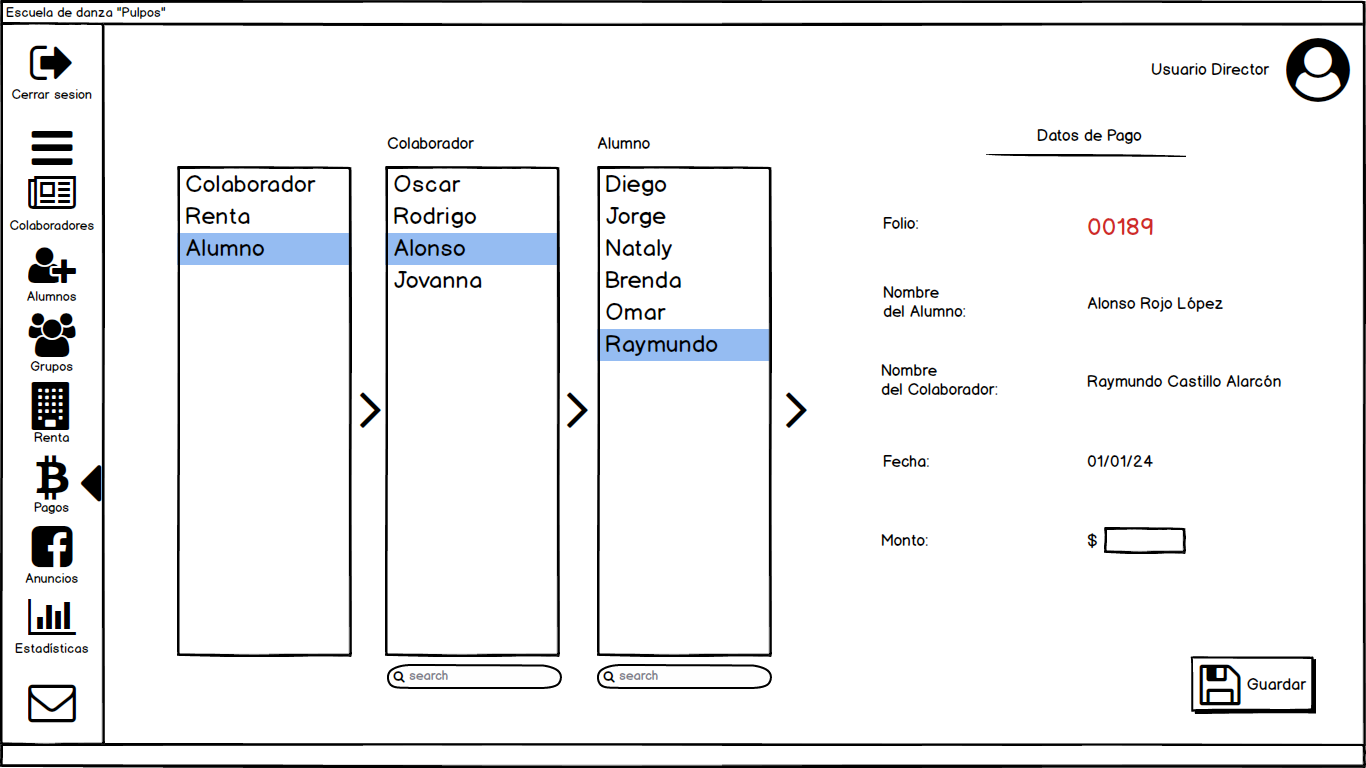 Escuela de danza "Pulpos"
Cerrar sesion
Colaboradores
Alumnos
Grupos
Renta
Pagos
Anuncios
Estadísticas
Usuario Director
Colaborador
Renta
Alumno
Colaborador
Oscar
Rodrigo
Alonso
Jovanna
search
Alumno
Diego
Jorge
Nataly
Brenda
Omar
Raymundo
search
Datos de Pago
Folio: 00189
Nombre
del Alumno: Alonso Rojo López
Nombre
del Colaborador: Raymundo Castillo Alarcón
Fecha: 01/01/24
Monto: $
Guardar